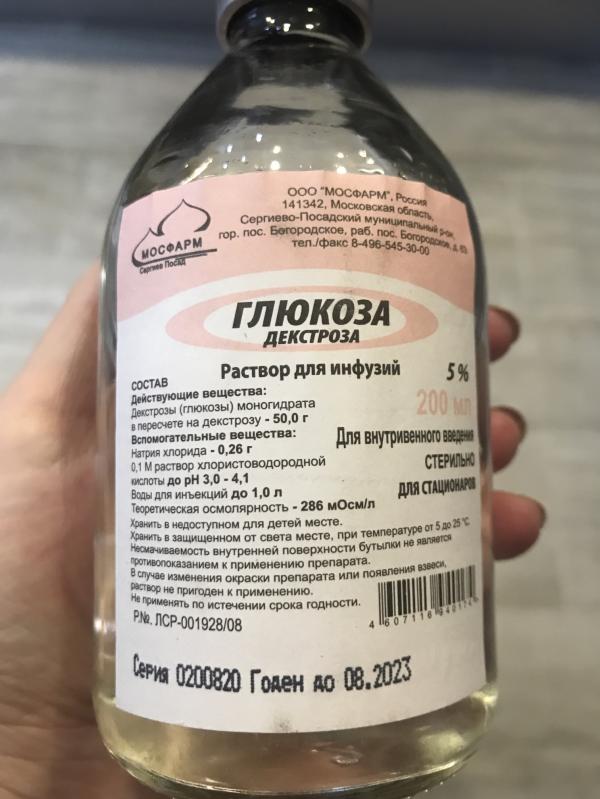 ООО "МОСФАРМ", Россия
141342, Московская область,
Сергиево-Посадский муниципальный р-он,
гор. пос. Богородское, раб. пос. Богородское, д. 63
тел./факс 8-496-545-30-00
МОСФАРМ
Сергиев Посад
ГЛЮКОЗА
ДЕКСТРОЗА
Раствор для инфузий 5%
200 мл
Для внутривенного введения
СТЕРИЛЬНО
ДЛЯ СТАЦИОНАРОВ
СОСТАВ
Действующие вещества:
Декстрозы (глюкозы) моногидрата
в пересчете на декстрозу - 50,0 г
Вспомогательные вещества:
Натрия хлорида - 0,26 г
0,1 М раствор хлористоводородной
кислоты до pH 3,0 - 4,1
Воды для инъекций до 1,0 л
Теоретическая осмолярность - 286 мОсм/л
Хранить в недоступном для детей месте.
Хранить в защищенном от света месте, при температуре от 5 до 25 °С.
Несмачиваемость внутренней поверхности бутылки не является
противопоказанием к применению препарата.
В случае изменения окраски препарата или появления взвеси,
раствор не пригоден к применению.
Не применять по истечении срока годности.
Р.№. ЛСР-001928/08
4 607116 940174
Серия 0200820 Годен до 08.2023